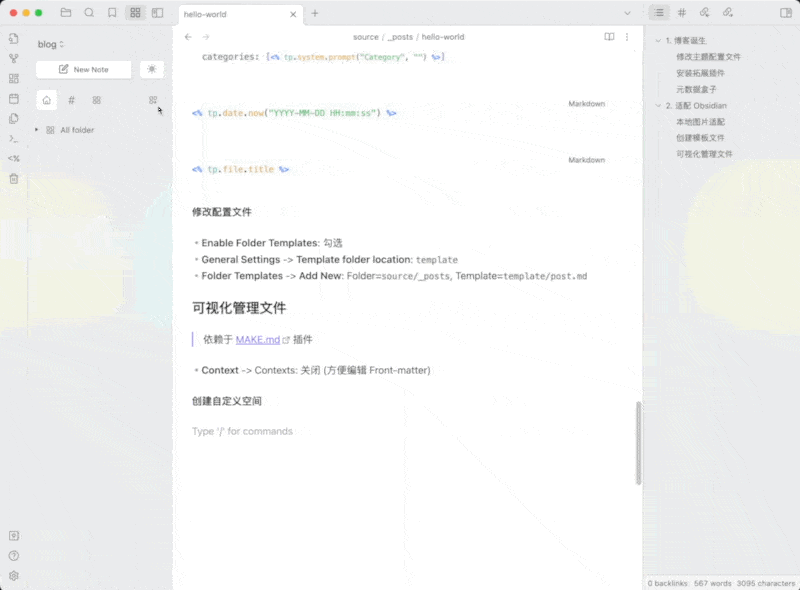 hello-world
source / _posts / hello-world
blog
New Note
All folder
categories: [<% tp.system.prompt("Category", "") %>]
Markdown
<% tp.date.now("YYYY-MM-DD HH:mm:ss") %>
Markdown
<% tp.file.title %>
修改配置文件
• Enable Folder Templates: 勾选
• General Settings -> Template folder location: template
• Folder Templates -> Add New: Folder=source/_posts, Template=template/post.md
可视化管理文件
依赖于 MAKE.md 插件
• Context -> Contexts: 关闭 (方便编辑 Front-matter)
创建自定义空间
Type '/' for commands
1. 博客诞生
修改主题配置文件
安装拓展插件
元数据盒子
2. 适配 Obsidian
本地图片适配
创建模板文件
可视化管理文件
0 backlinks 567 words 3095 characters